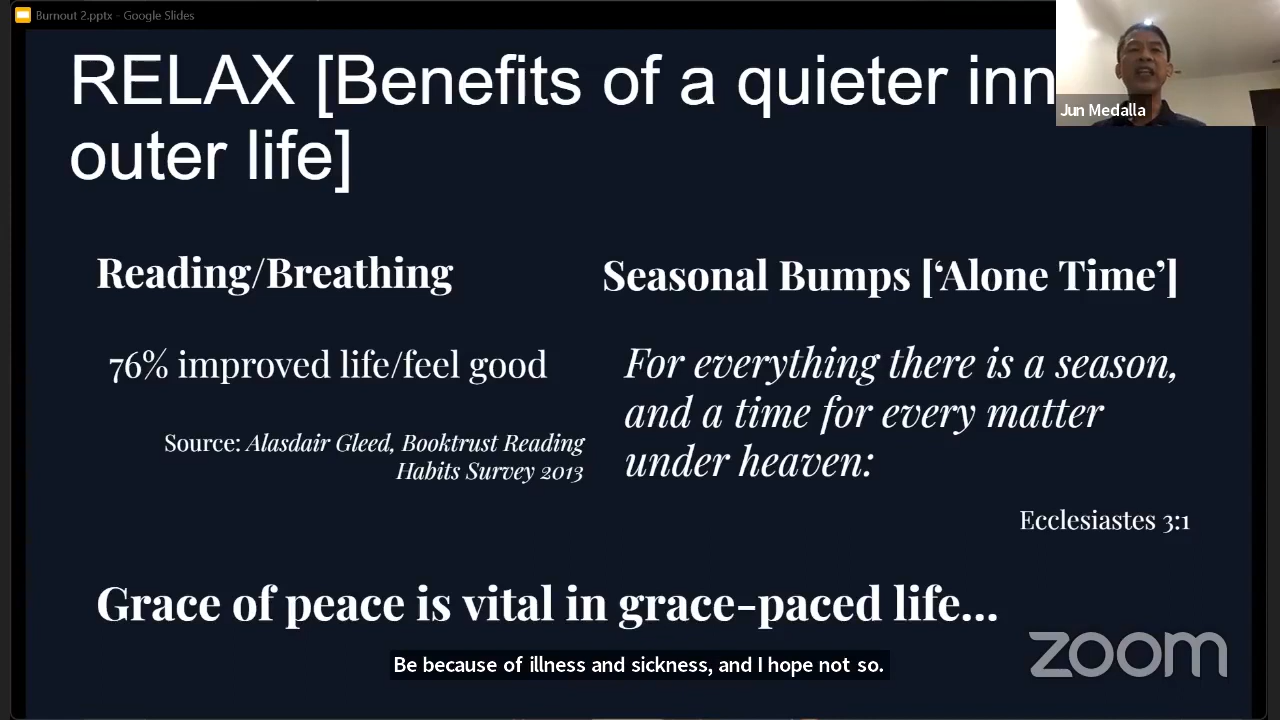 Burnout 2.pptx - Google Slides
RELAX [Benefits of a quieter inn
outer life]
Jun Medalla
Reading/Breathing
Seasonal Bumps [‘Alone Time’]
76% improved life/feel good
For everything there is a season,
and a time for every matter
under heaven:
Source: Alasdair Gleed, Booktrust Reading
Habits Survey 2013
Ecclesiastes 3:1
Grace of peace is vital in grace-paced life...
zoom
Be because of illness and sickness, and I hope not so.